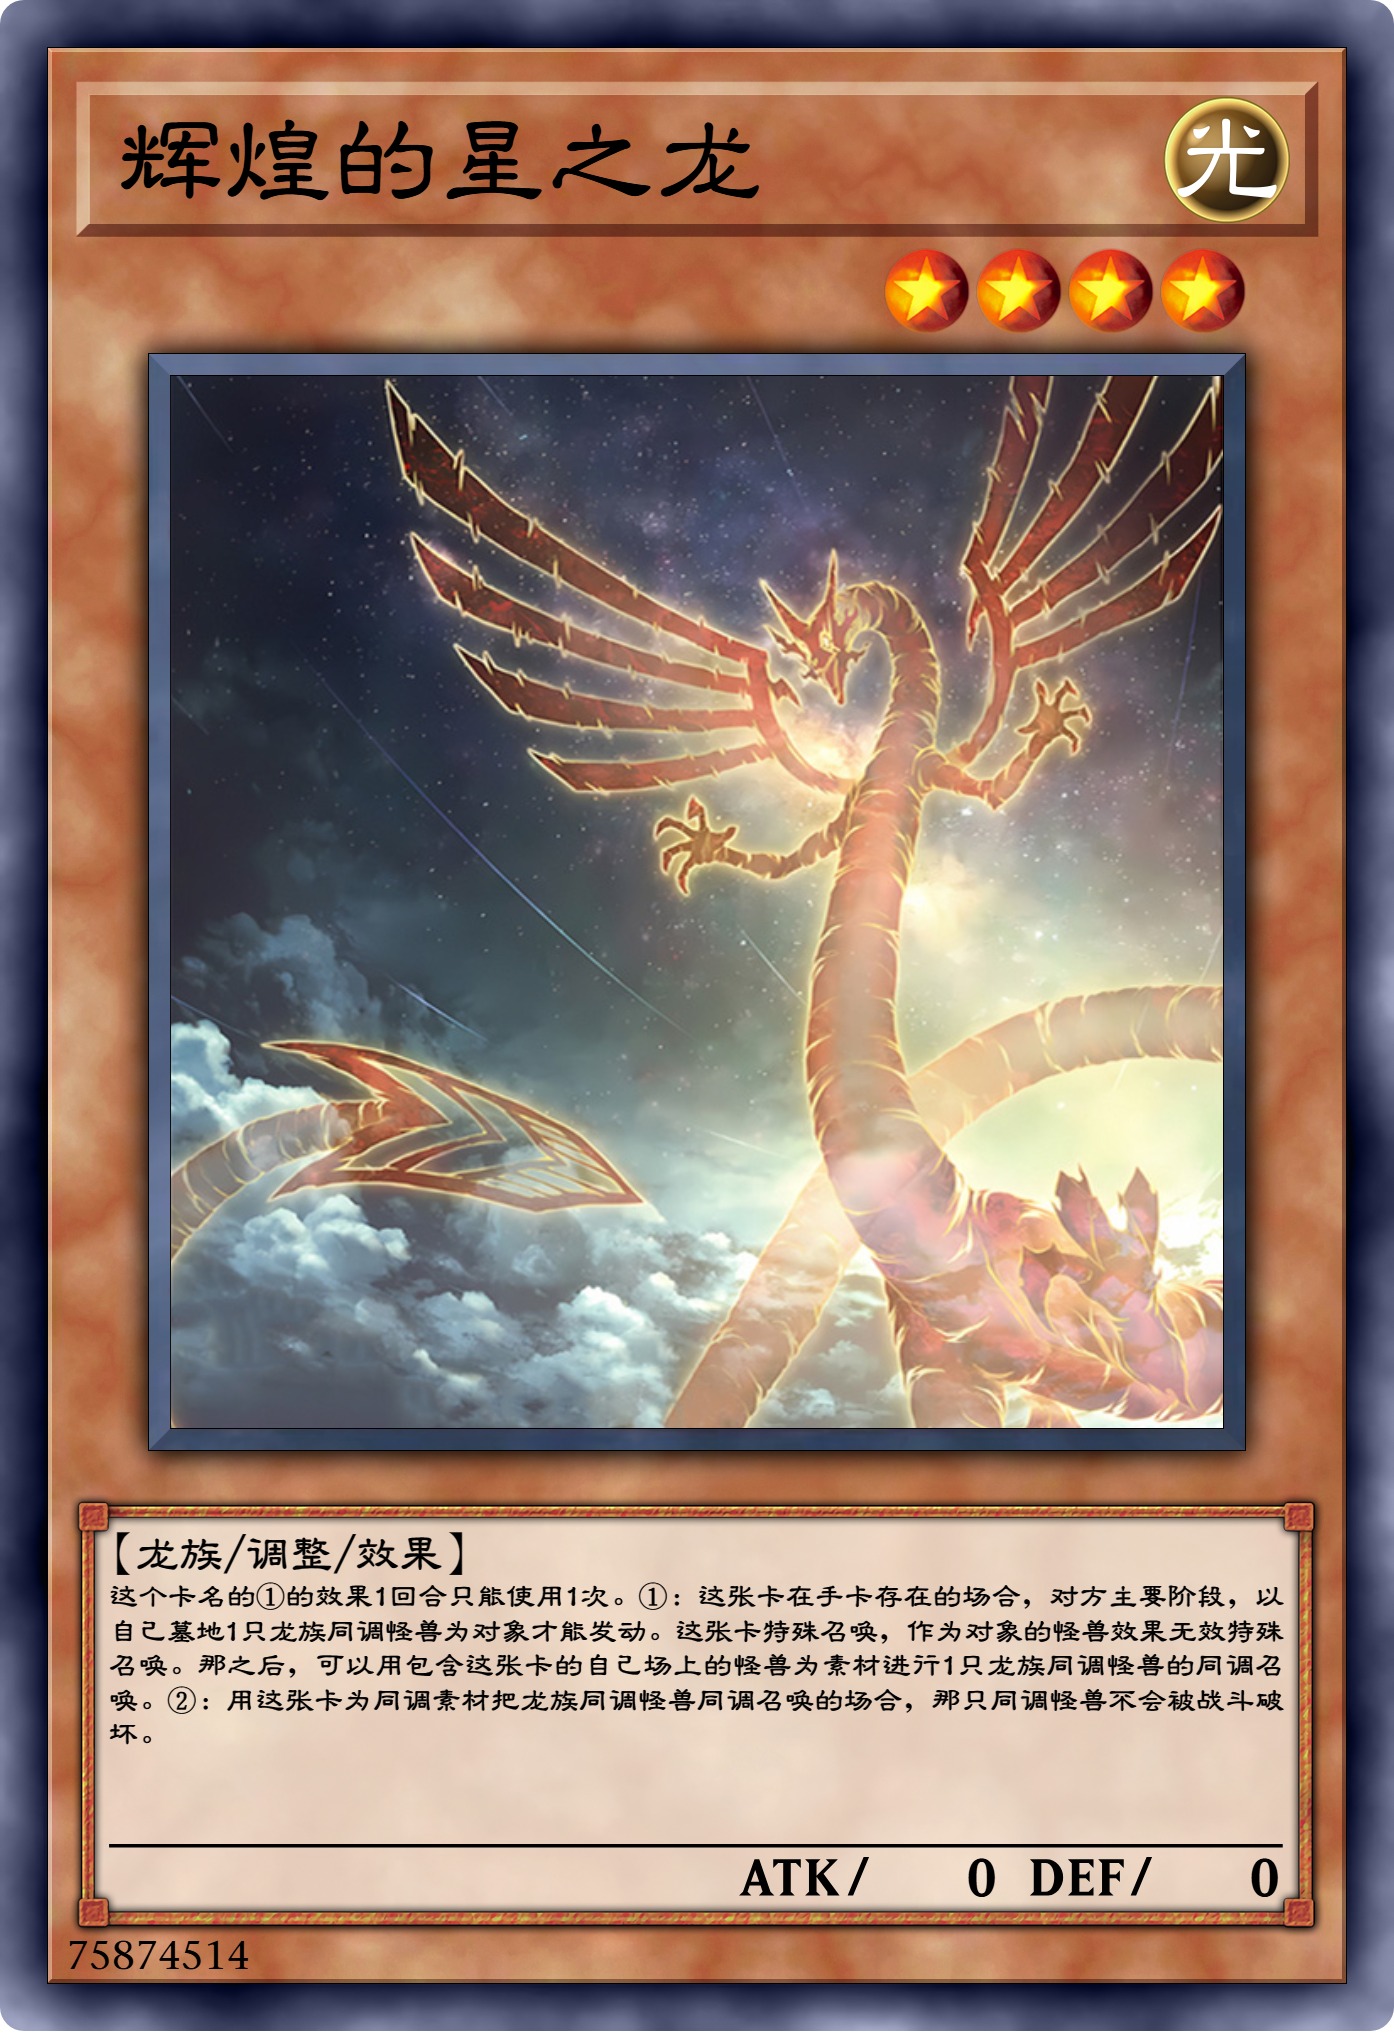 辉煌的星之龙
光
【龙族/调整/效果】
这个卡名的①的效果1回合只能使用1次。①：这张卡在手卡存在的场合，对方主要阶段，以
自己墓地1只龙族同调怪兽为对象才能发动。这张卡特殊召唤，作为对象的怪兽效果无效特殊
召唤。那之后，可以用包含这张卡的自己场上的怪兽为素材进行1只龙族同调怪兽的同调召
唤。②：用这张卡为同调素材把龙族同调怪兽同调召唤的场合，那只同调怪兽不会被战斗破
坏。
ATK/ 0 DEF/ 0
75874514